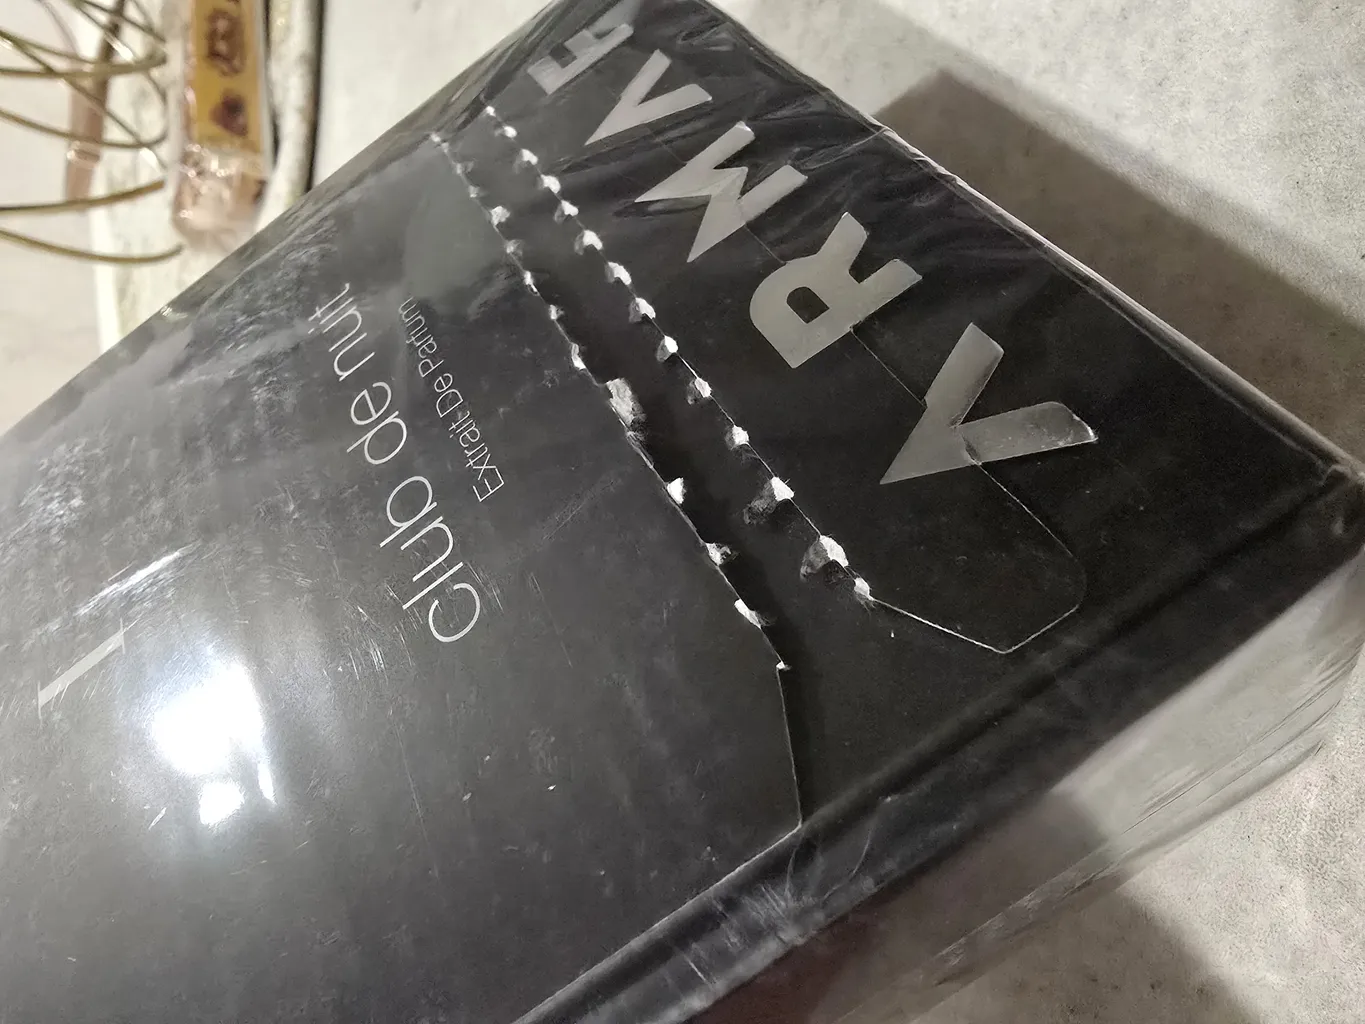 club de nuit
Extrait De Parfum
ARMAF